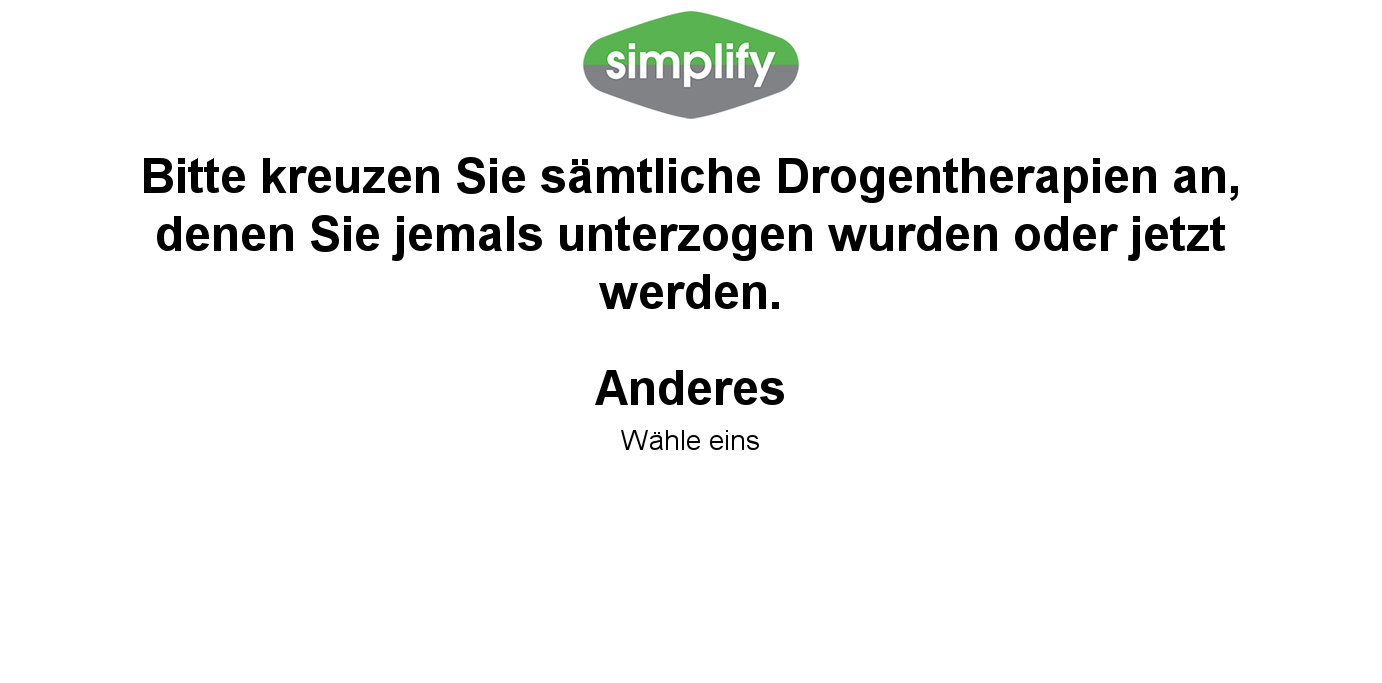 simplify
Bitte kreuzen Sie sämtliche Drogentherapien an,
denen Sie jemals unterzogen wurden oder jetzt
werden.
Anderes
Wähle eins